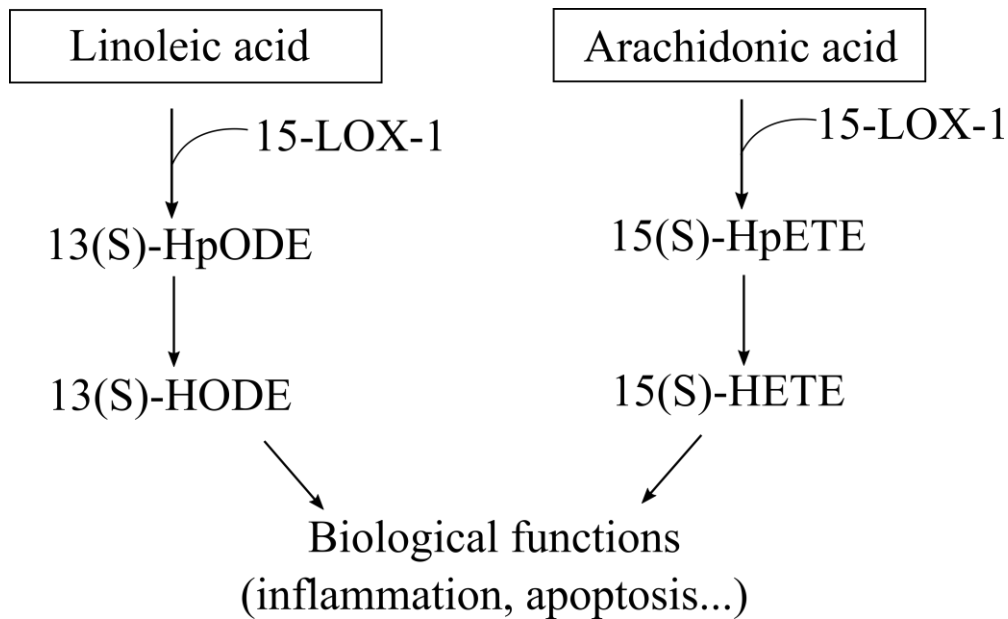 Linoleic acid
Arachidonic acid
15-LOX-1
15-LOX-1
13(S)-HpODE
15(S)-HpETE
13(S)-HODE
15(S)-HETE
Biological functions
(inflammation, apoptosis...)